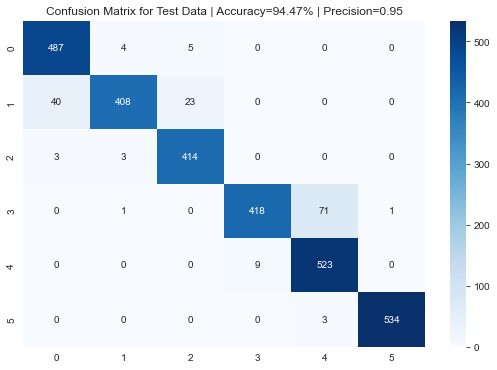 Confusion Matrix for Test Data | Accuracy=94.47% | Precision=0.95
0 487 4 5 0 0 0
1 40 408 23 0 0 0
2 3 3 414 0 0 0
3 0 1 0 418 71 1
4 0 0 0 9 523 0
5 0 0 0 0 3 534
0 1 2 3 4 5
500
400
300
200
100
0